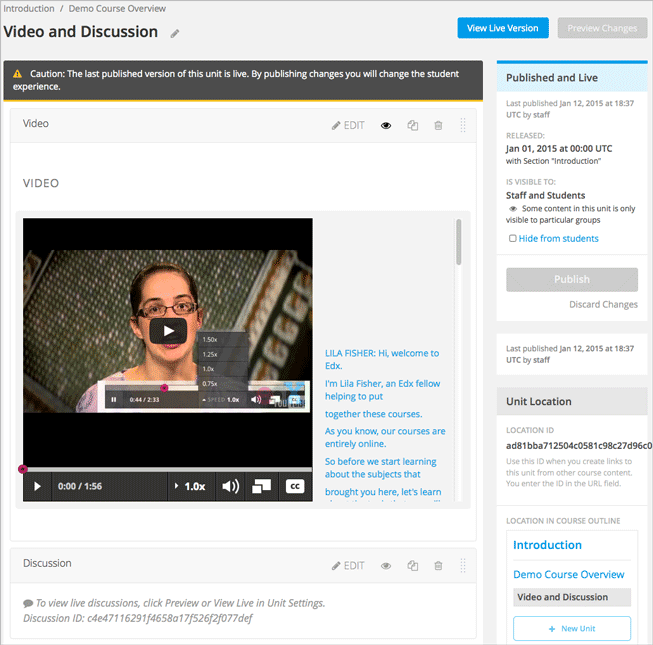 Introduction / Demo Course Overview
Video and Discussion
View Live Version
Preview Changes
Caution: The last published version of this unit is live. By publishing changes you will change the student
experience.
Video
EDIT
VIDEO
1.50x
1.25x
1.0x
0.75x
0:44 / 2:33
SPEED 1.0x
LILA FISHER: Hi, welcome to
Edx.
I'm Lila Fisher, an Edx fellow
helping to put
together these courses.
As you know, our courses are
entirely online.
So before we start learning
about the subjects that
brought you here, let's learn
0:00 / 1:56
1.0x
CC
Discussion
EDIT
To view live discussions, click Preview or View Live in Unit Settings.
Discussion ID: c4e47116291f4658a17f526f2f077def
Published and Live
Last published Jan 12, 2015 at 18:37
UTC by staff
RELEASED:
Jan 01, 2015 at 00:00 UTC
with Section "Introduction"
IS VISIBLE TO:
Staff and Students
Some content in this unit is only
visible to particular groups
Hide from students
Publish
Discard Changes
Last published Jan 12, 2015 at 18:37
UTC by staff
Unit Location
LOCATION ID
ad81bba712504c0581c98c27d96c0
Use this ID when you create links to
this unit from other course content.
You enter the ID in the URL field.
LOCATION IN COURSE OUTLINE
Introduction
Demo Course Overview
Video and Discussion
+ New Unit